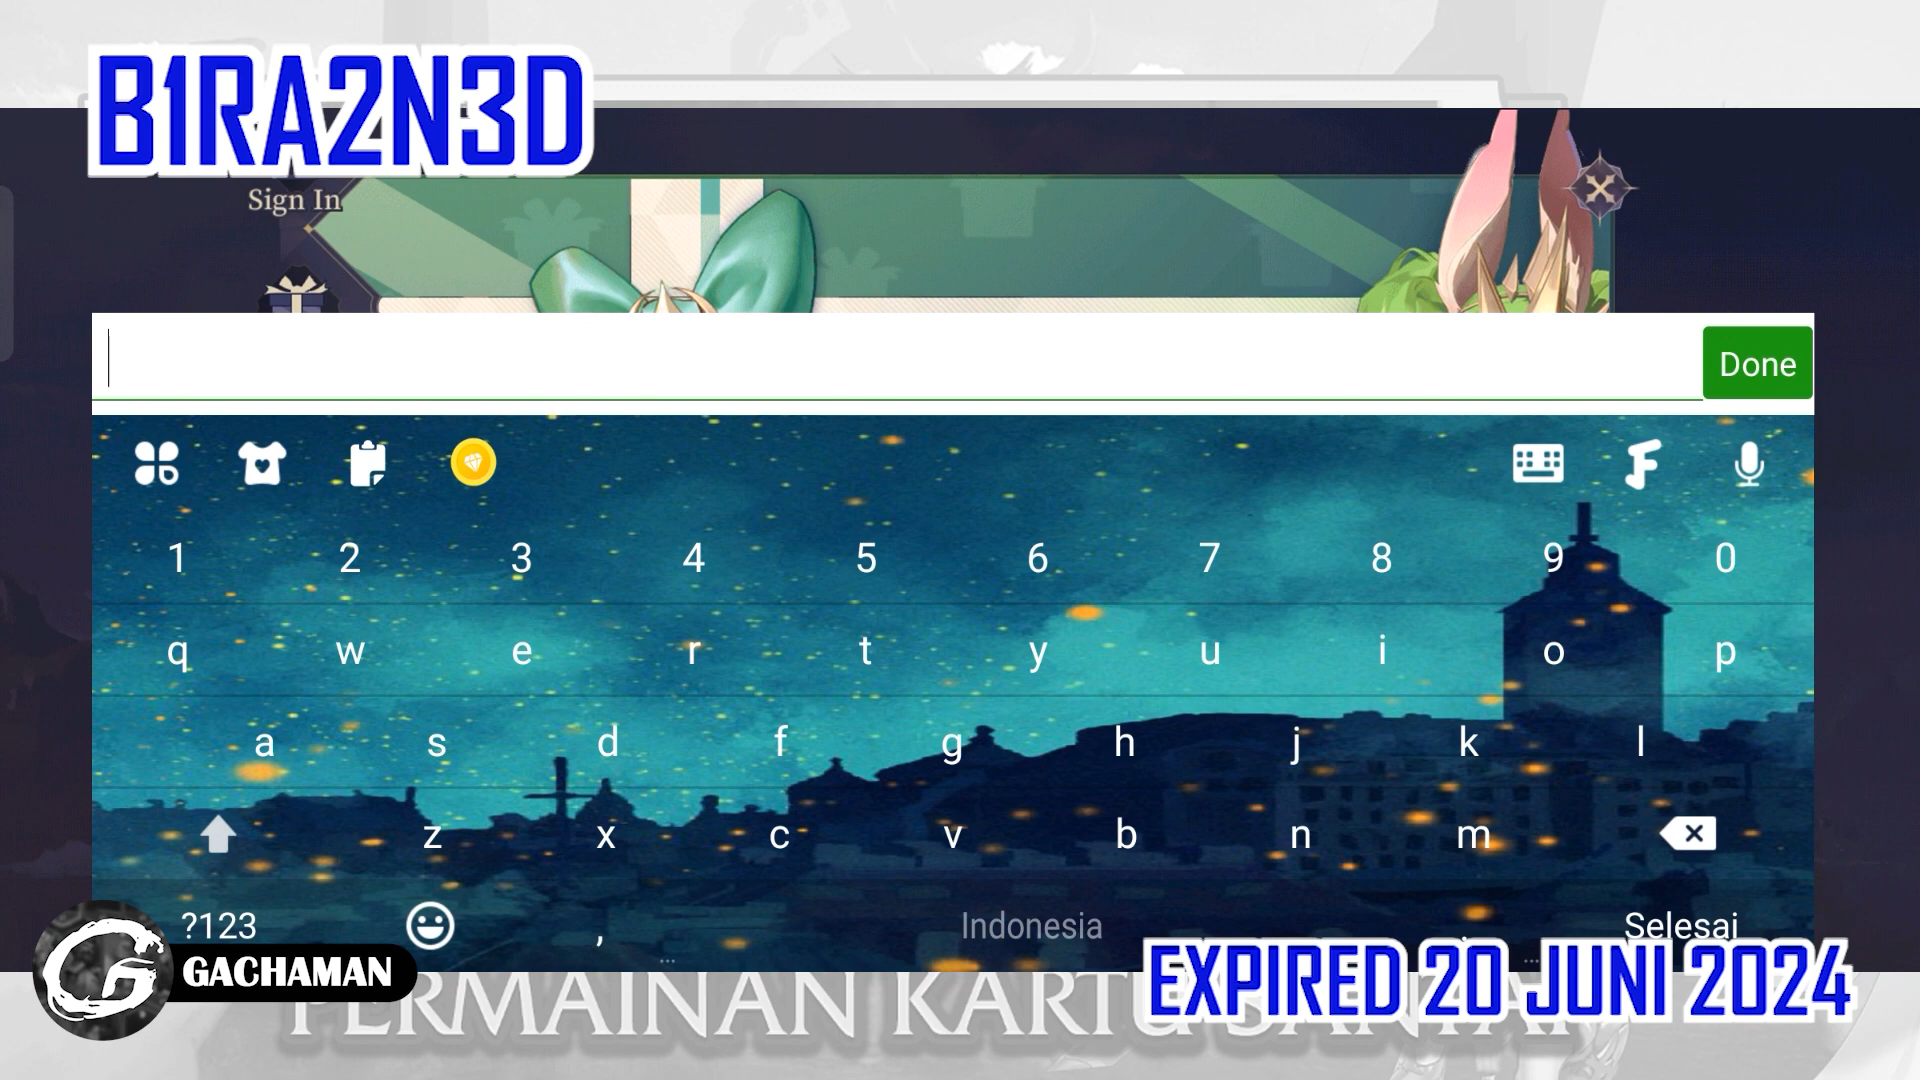 B1RA2N3D
Sign In
Done
1 2 3 4 5 6 7 8 9 0
q w e r t y u i o p
a s d f g h j k l
z x c v b n m
?123 , Indonesia . Selesai
GACHAMAN
PERMAINAN KARTU SANTAI
EXPIRED 20 JUNI 2024